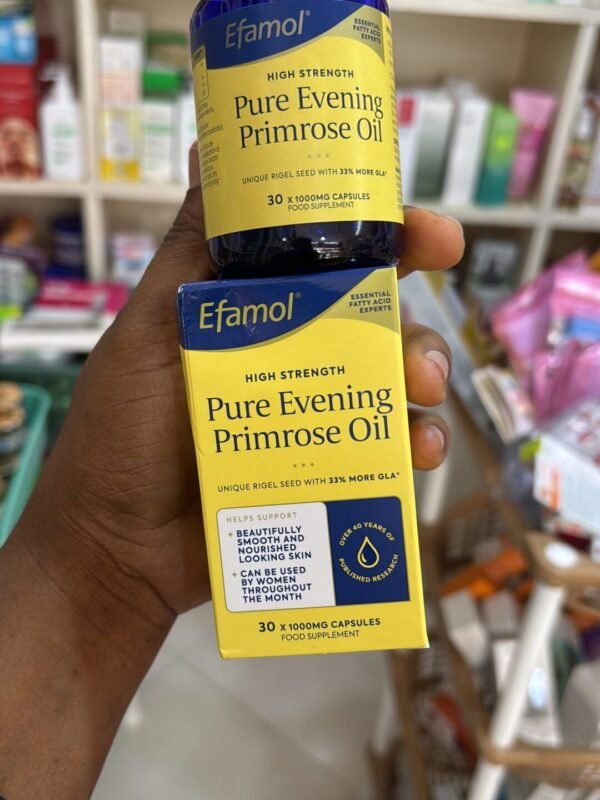 Efamol®
ESSENTIAL
FATTY ACID
EXPERTS
HIGH STRENGTH
Pure Evening
Primrose Oil
UNIQUE RIGEL SEED WITH 33% MORE GLA^
30 X 1000MG CAPSULES
FOOD SUPPLEMENT
Efamol®
ESSENTIAL
FATTY ACID
EXPERTS
HIGH STRENGTH
Pure Evening
Primrose Oil
UNIQUE RIGEL SEED WITH 33% MORE GLA^
HELPS SUPPORT
+ BEAUTIFULLY
SMOOTH AND
NOURISHED
LOOKING SKIN
+ CAN BE USED
BY WOMEN
THROUGHOUT
THE MONTH
OVER 40 YEARS OF
PUBLISHED RESEARCH
30 X 1000MG CAPSULES
FOOD SUPPLEMENT